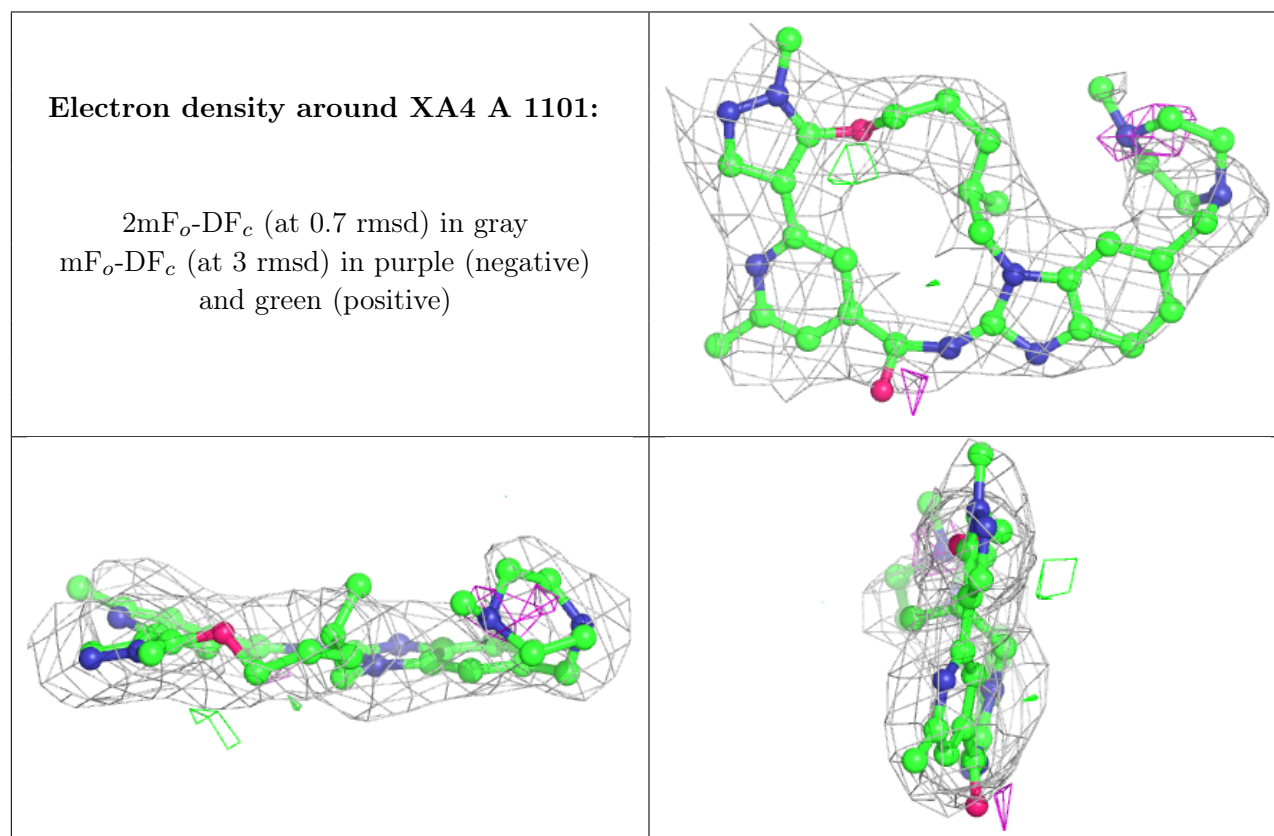 Electron density around XA4 A 1101:
2mFo-DFc (at 0.7 rmsd) in gray
mFo-DFc (at 3 rmsd) in purple (negative)
and green (positive)